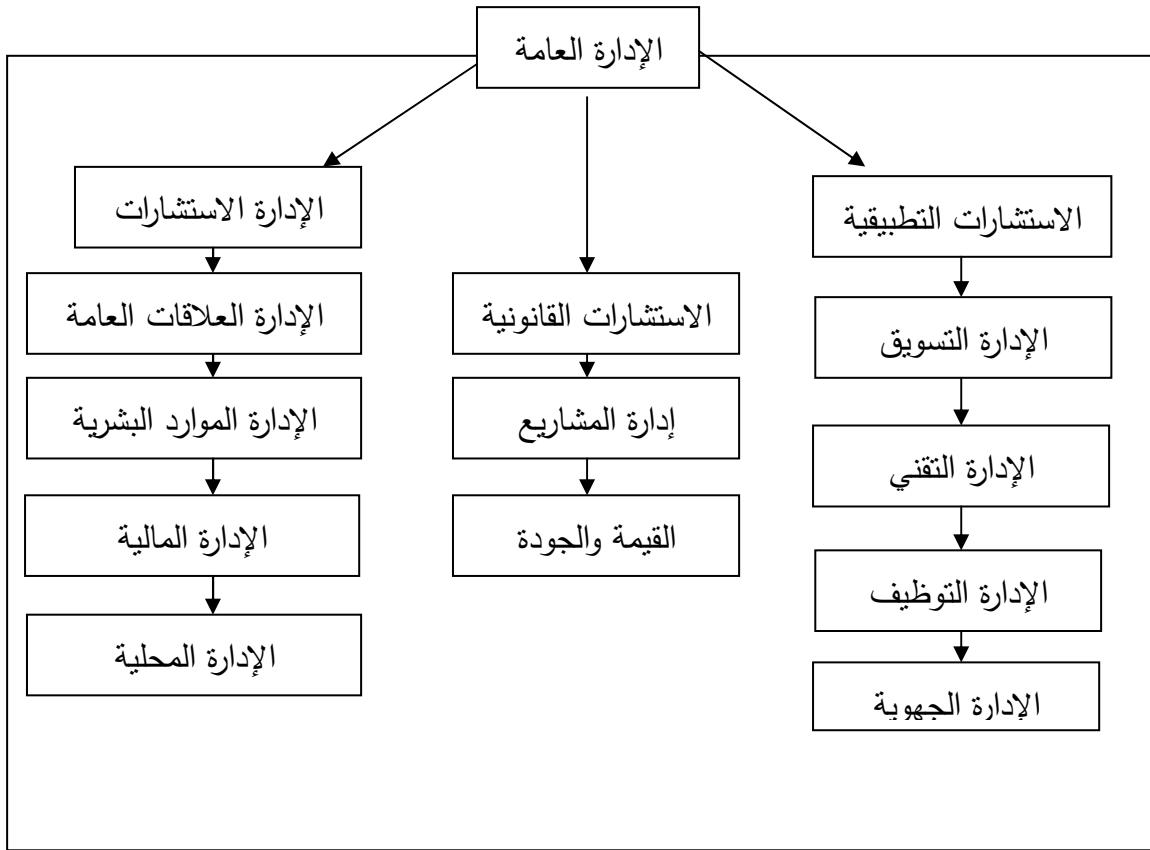 الإدارة العامة
الاستشارات التطبيقية
الإدارة التسويق
الإدارة التقني
الإدارة التوظيف
الإدارة الجهوية
الاستشارات القانونية
إدارة المشاريع
القيمة والجودة
الإدارة الاستشارات
الإدارة العلاقات العامة
الإدارة الموارد البشرية
الإدارة المالية
الإدارة المحلية